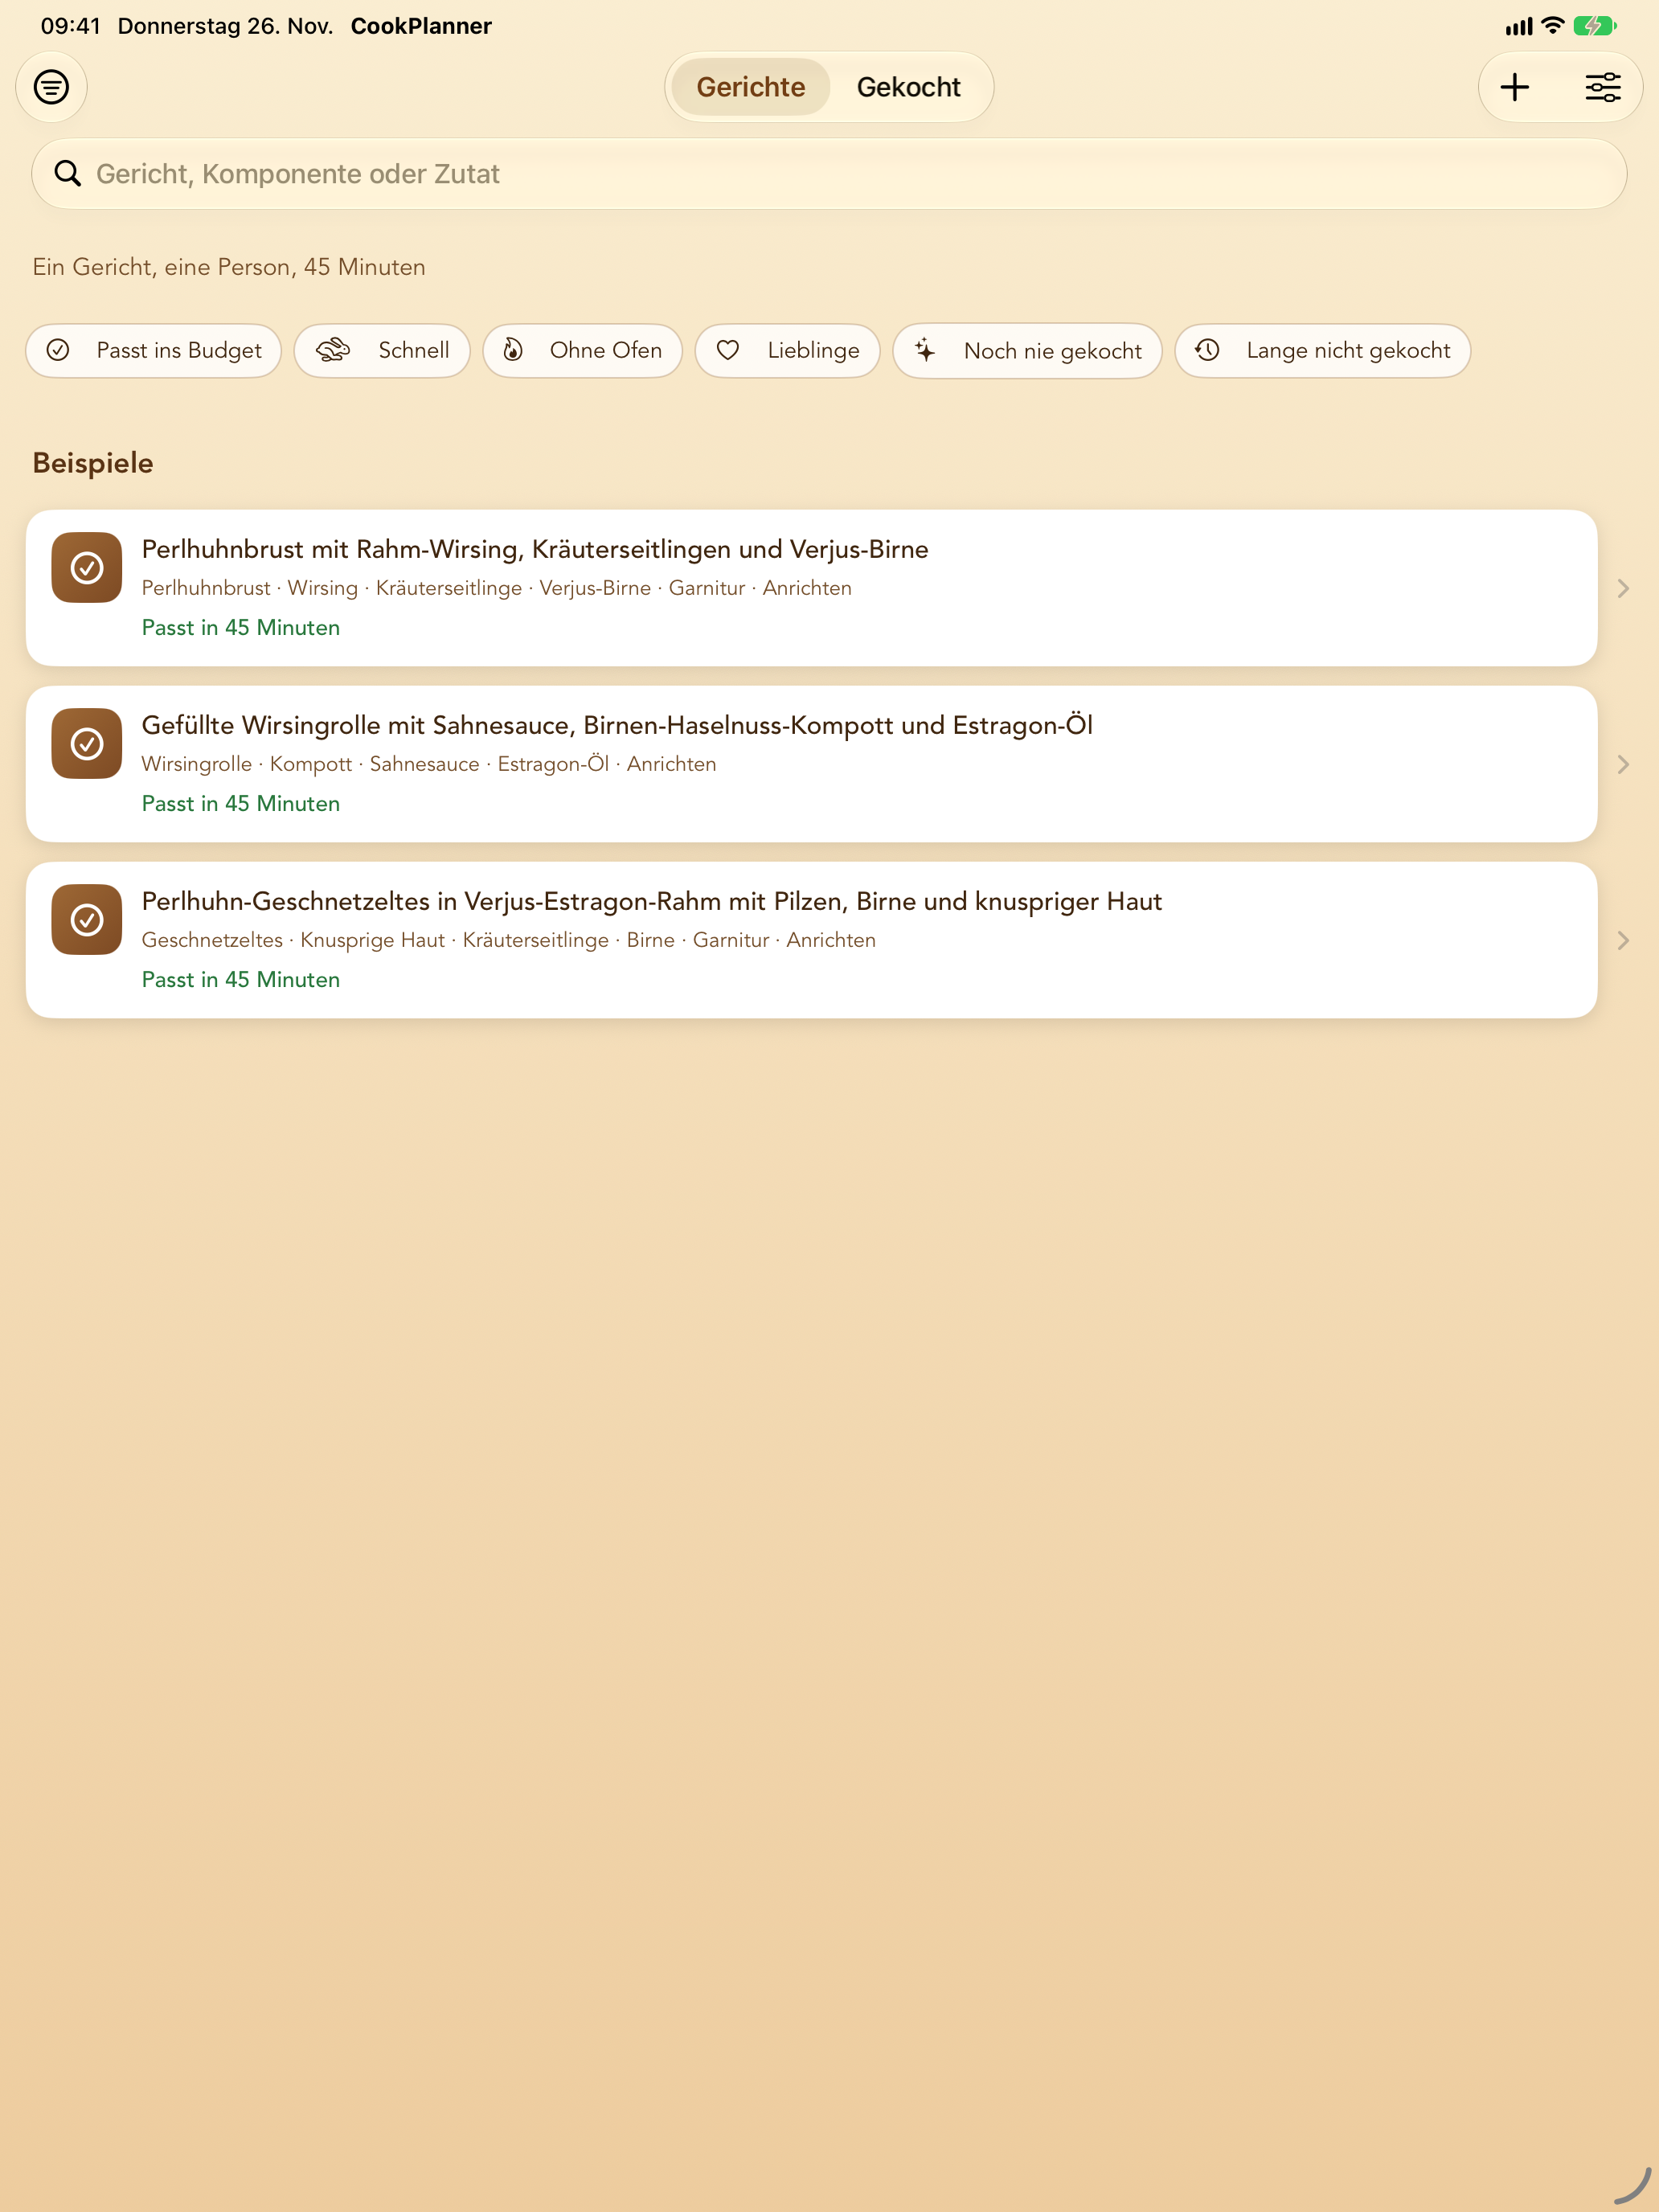 09:41 Donnerstag 26. Nov. CookPlanner
Gerichte Gekocht
Gericht, Komponente oder Zutat
Ein Gericht, eine Person, 45 Minuten
Passt ins Budget Schnell Ohne Ofen Lieblinge Noch nie gekocht Lange nicht gekocht
Beispiele
Perlhuhnbrust mit Rahm-Wirsing, Kräuterseitlingen und Verjus-Birne
Perlhuhnbrust · Wirsing · Kräuterseitlinge · Verjus-Birne · Garnitur · Anrichten
Passt in 45 Minuten
Gefüllte Wirsingrolle mit Sahnesauce, Birnen-Haselnuss-Kompott und Estragon-Öl
Wirsingrolle · Kompott · Sahnesauce · Estragon-Öl · Anrichten
Passt in 45 Minuten
Perlhuhn-Geschnetzeltes in Verjus-Estragon-Rahm mit Pilzen, Birne und knuspriger Haut
Geschnetzeltes · Knusprige Haut · Kräuterseitlinge · Birne · Garnitur · Anrichten
Passt in 45 Minuten